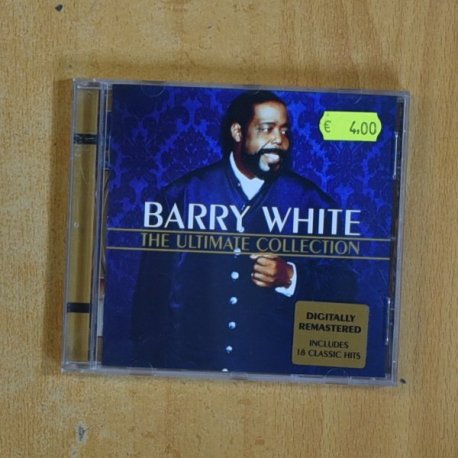 € 4,00
BARRY WHITE
THE ULTIMATE COLLECTION
DIGITALLY
REMASTERED
INCLUDES
18 CLASSIC HITS